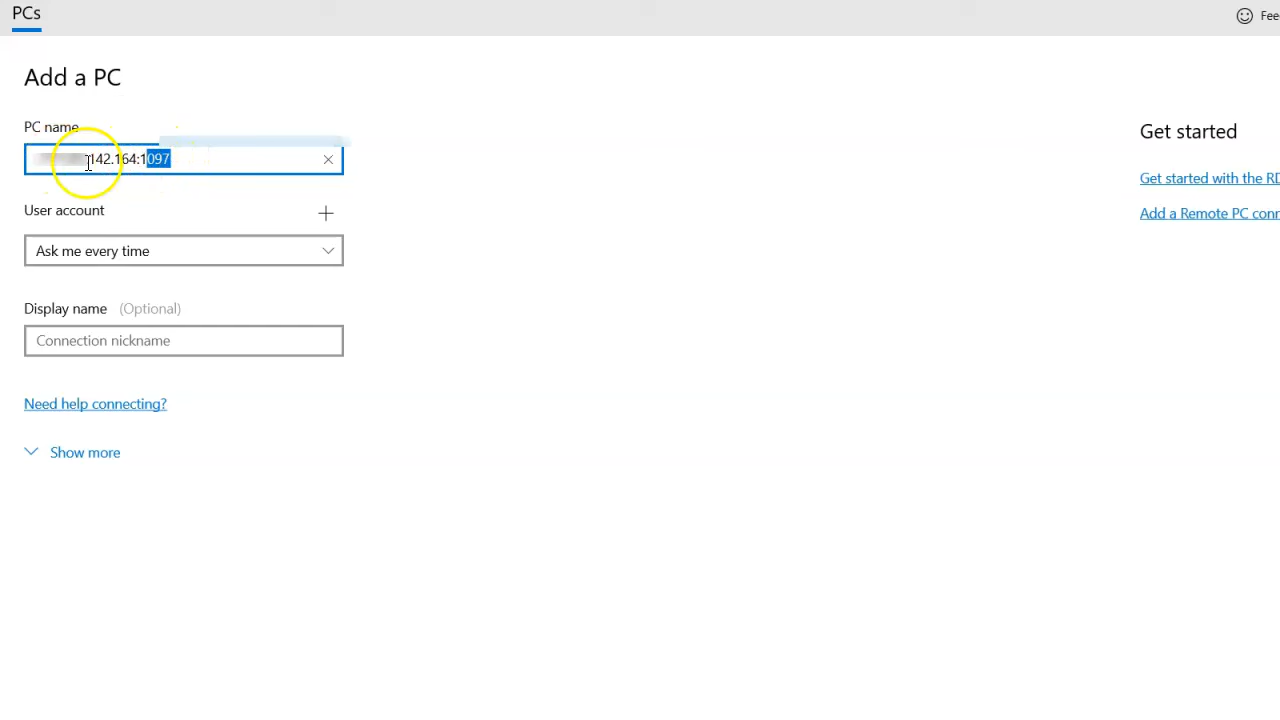 PCs
Fee
Add a PC
PC name
142.164:1097
User account
Ask me every time
Display name (Optional)
Connection nickname
Need help connecting?
Show more
Get started
Get started with the RD
Add a Remote PC conn